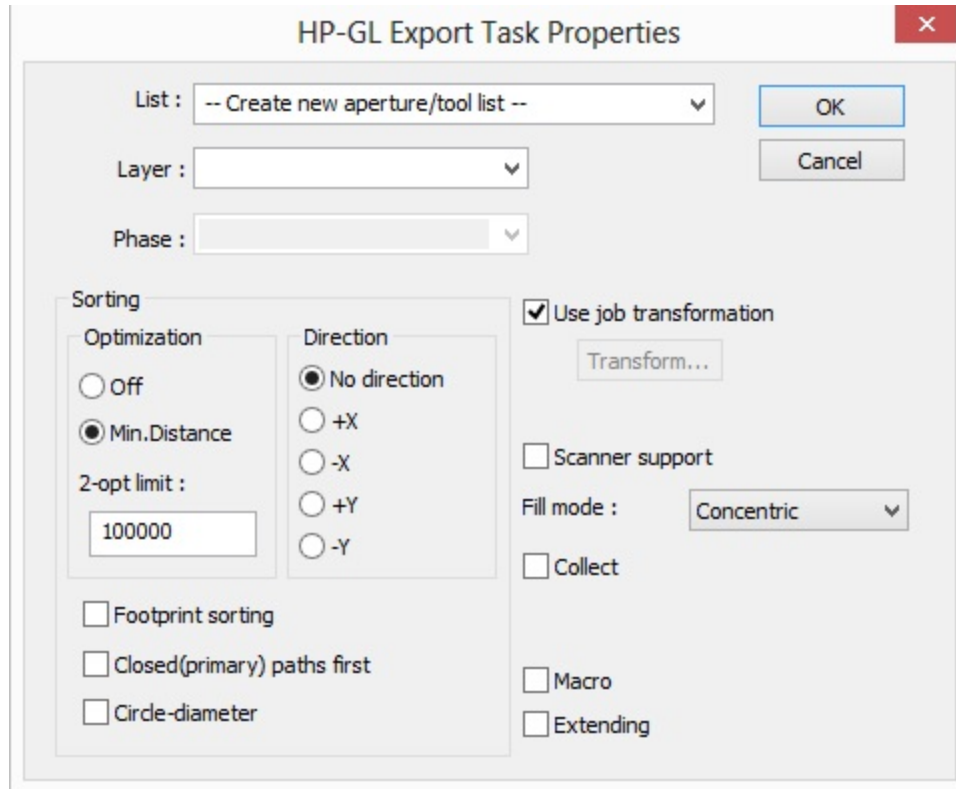 HP-GL Export Task Properties
List : -- Create new aperture/tool list --
OK
Layer :
Cancel
Phase :
Sorting
Optimization
Off
Min.Distance
2-opt limit :
100000
Direction
No direction
+X
-X
+Y
-Y
Footprint sorting
Closed(primary) paths first
Circle-diameter
Use job transformation
Transform...
Scanner support
Fill mode : Concentric
Collect
Macro
Extending